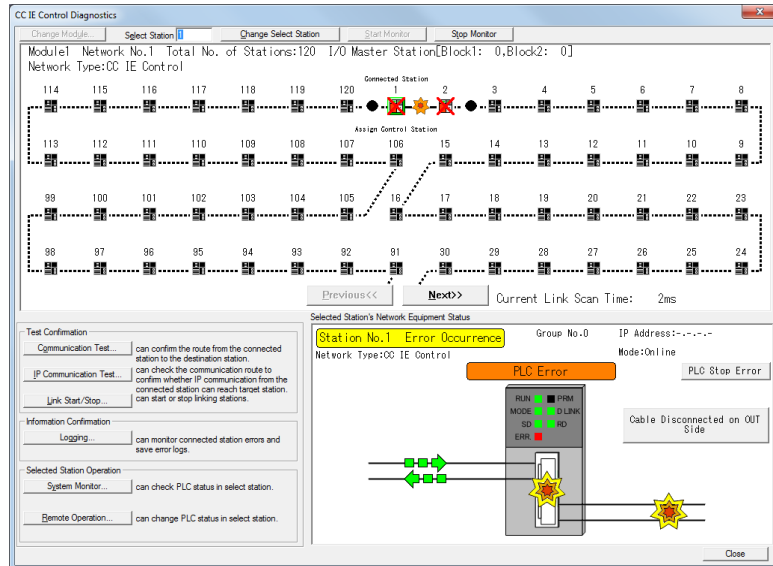 CC IE Control Diagnostics
Change Module... Select Station 1 Change Select Station Start Monitor Stop Monitor
Module1 Network No.1 Total No. of Stations:120 I/O Master Station[Block1: 0,Block2: 0]
Network Type:CC IE Control
Connected Station
114 115 116 117 118 119 120 1 2 3 4 5 6 7 8
Assign Control Station
113 112 111 110 109 108 107 106 15 14 13 12 11 10 9
99 100 101 102 103 104 105 16 17 18 19 20 21 22 23
98 97 96 95 94 93 92 91 30 29 28 27 26 25 24
Previous<< Next>> Current Link Scan Time: 2ms
Selected Station's Network Equipment Status
Station No.1 Error Occurrence Group No.0 IP Address:-.-.-.-
Network Type:CC IE Control Mode:Online
PLC Error PLC Stop Error
RUN PRM
MODE D LINK
SD RD
ERR.
Cable Disconnected on OUT
Side
Test Confirmation
Communication Test... can confirm the route from the connected
station to the destination station.
IP Communication Test... can check the communication route to
confirm whether IP communication from the
connected station can reach target station.
Link Start/Stop... can start or stop linking stations.
Information Confirmation
Logging... can monitor connected station errors and
save error logs.
Selected Station Operation
System Monitor... can check PLC status in select station.
Remote Operation... can change PLC status in select station.
Close